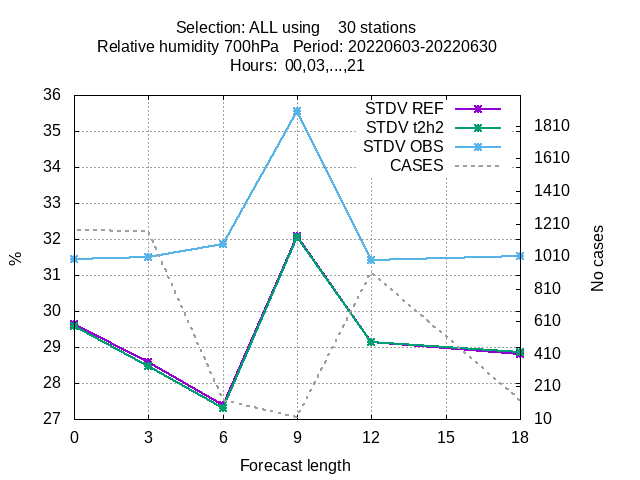 Selection: ALL using    30 stations
Relative humidity 700hPa   Period: 20220603-20220630
Hours:  00,03,...,21
STDV REF
STDV t2h2
STDV OBS
CASES
36
35
34
33
32
31
30
29
28
27
%
1810
1610
1410
1210
1010
810
610
410
210
10
No cases
0 3 6 9 12 15 18
Forecast length